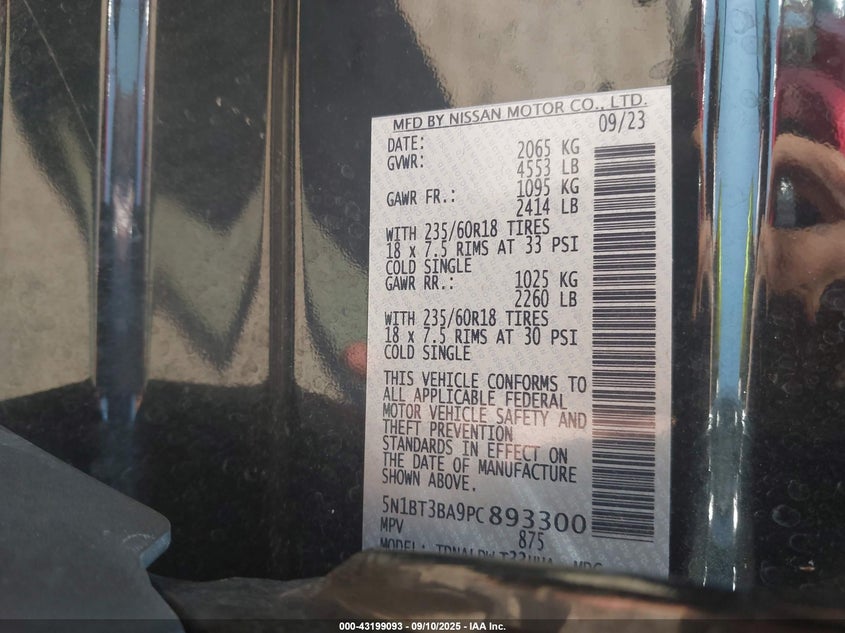 MFD BY NISSAN MOTOR CO., LTD.
DATE: 09/23
GVWR: 2065 KG
4553 LB
GAWR FR.: 1095 KG
2414 LB
WITH 235/60R18 TIRES
18 x 7.5 RIMS AT 33 PSI
COLD SINGLE
GAWR RR.: 1025 KG
2260 LB
WITH 235/60R18 TIRES
18 x 7.5 RIMS AT 30 PSI
COLD SINGLE
THIS VEHICLE CONFORMS TO
ALL APPLICABLE FEDERAL
MOTOR VEHICLE SAFETY AND
THEFT PREVENTION
STANDARDS IN EFFECT ON
THE DATE OF MANUFACTURE
SHOWN ABOVE.
5N1BT3BA9PC893300
MPV 875
MODEL:
000-43199093 - 09/10/2025 - IAA Inc.